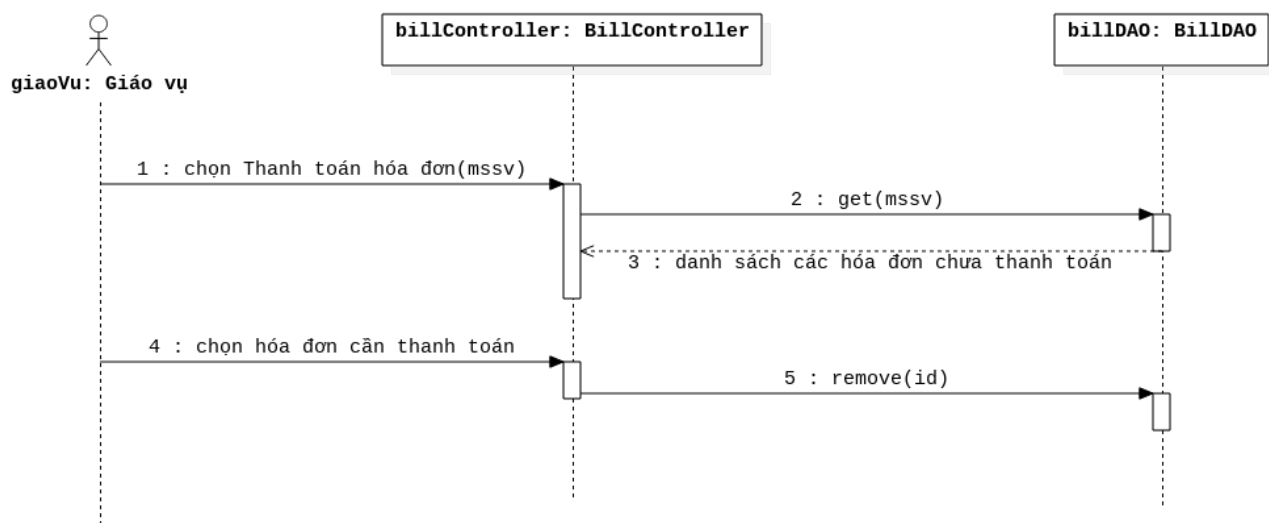 billController: BillController
billDAO: BillDAO
giaoVu: Giáo vụ
1 : chọn Thanh toán hóa đơn(mssv)
2 : get(mssv)
3 : danh sách các hóa đơn chưa thanh toán
4 : chọn hóa đơn cần thanh toán
5 : remove(id)